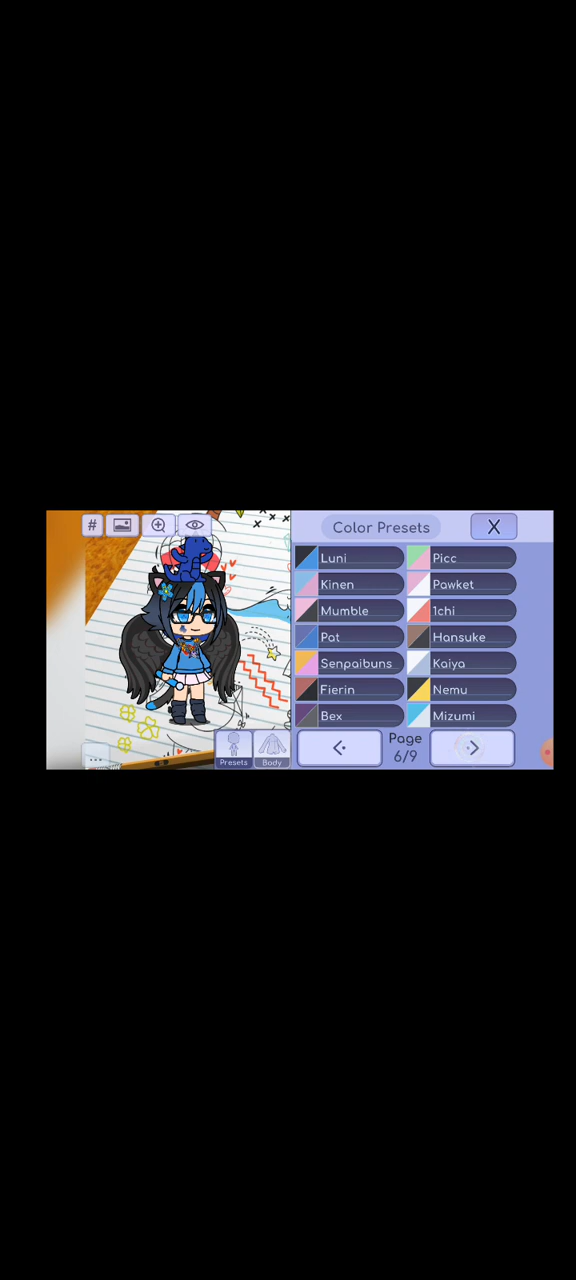 #
Color Presets
X
Luni
Picc
Kinen
Pawket
Mumble
1chi
Pat
Hansuke
Senpaibuns
Kaiya
Fierin
Nemu
Bex
Mizumi
Presets
Body
Page
6/9
...